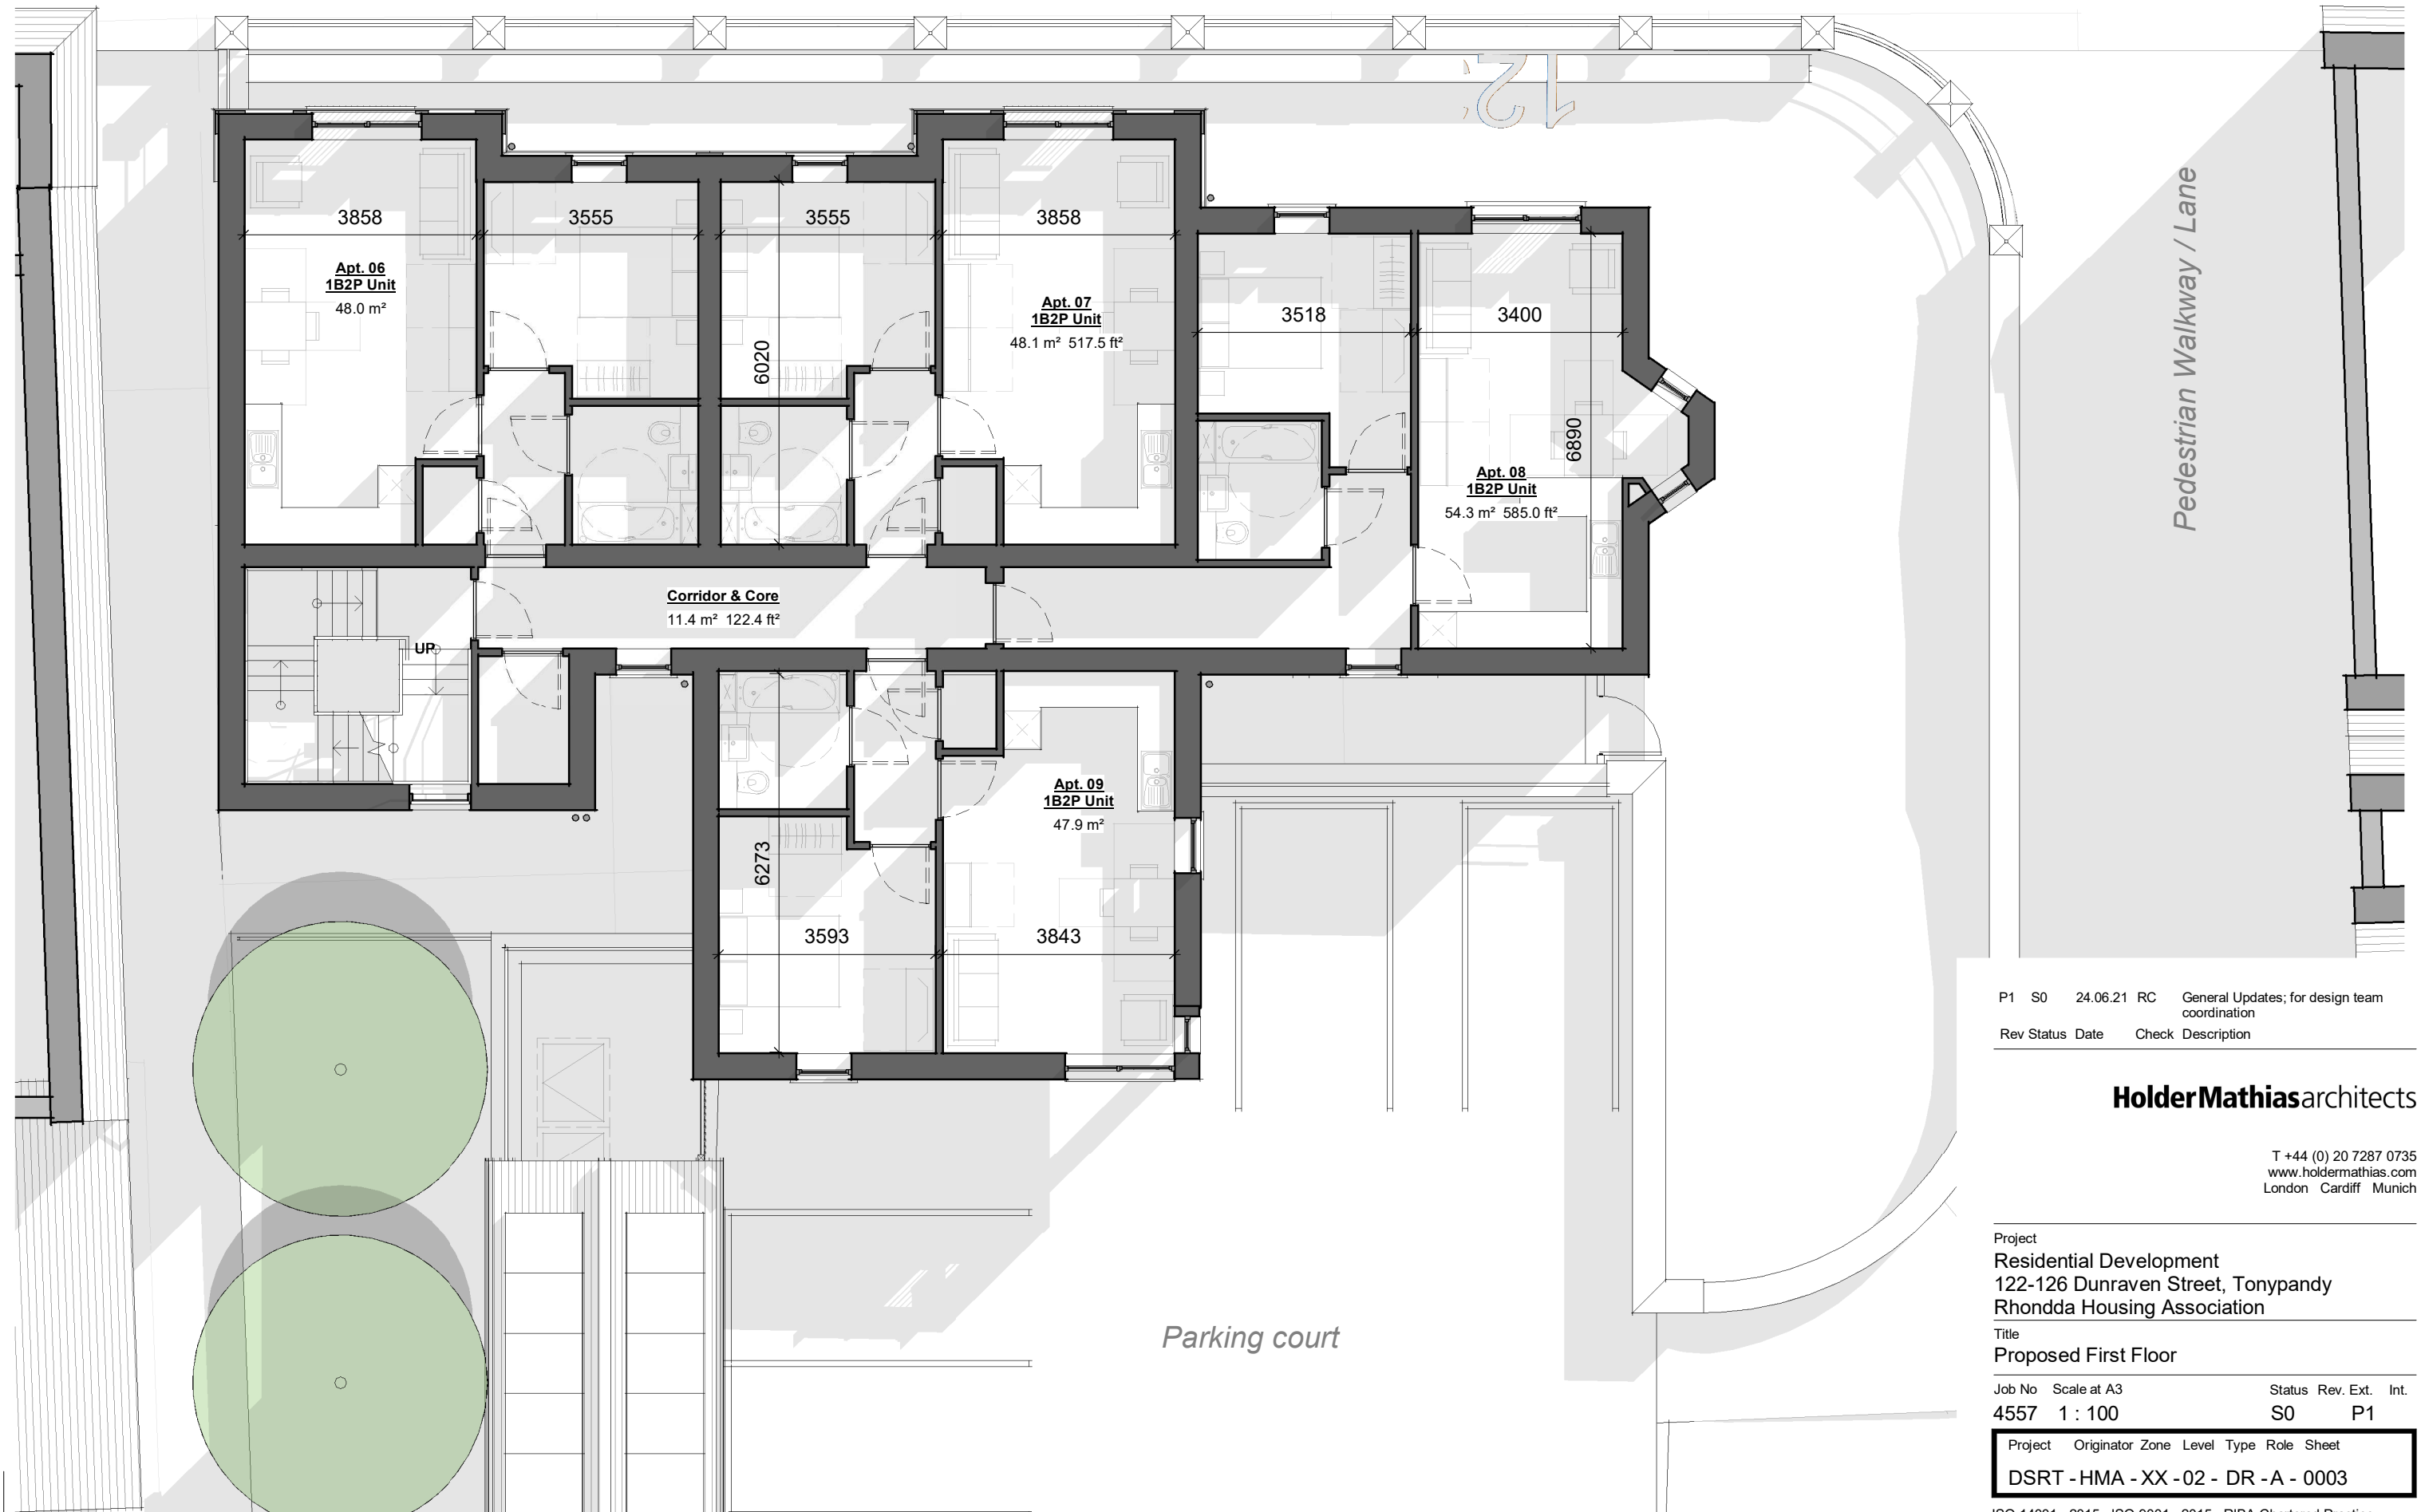 12
3858
3555
3555
3858
Apt. 06
1B2P Unit
48.0 m²
Apt. 07
1B2P Unit
48.1 m² 517.5 ft²
3518
3400
6020
6890
Apt. 08
1B2P Unit
54.3 m² 585.0 ft²
Pedestrian Walkway / Lane
Corridor & Core
11.4 m² 122.4 ft²
UP
Apt. 09
1B2P Unit
47.9 m²
6273
3593
3843
Parking court
P1 S0 24.06.21 RC General Updates; for design team
coordination
Rev Status Date Check Description
HolderMathiasarchitects
T +44 (0) 20 7287 0735
www.holdermathias.com
London Cardiff Munich
Project
Residential Development
122-126 Dunraven Street, Tonypandy
Rhondda Housing Association
Title
Proposed First Floor
Job No Scale at A3 Status Rev. Ext. Int.
4557 1 : 100 S0 P1
Project Originator Zone Level Type Role Sheet
DSRT - HMA - XX - 02 - DR - A - 0003